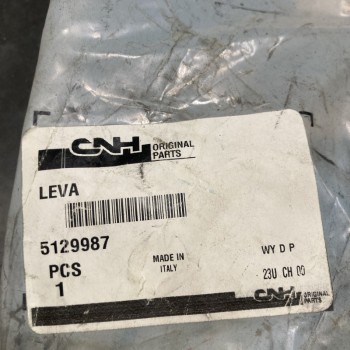 CNH ORIGINAL
PARTS
LEVA
5129987
PCS
1
MADE IN
ITALY
WY D P
23U CH 00
CNH ORIGINAL
PARTS